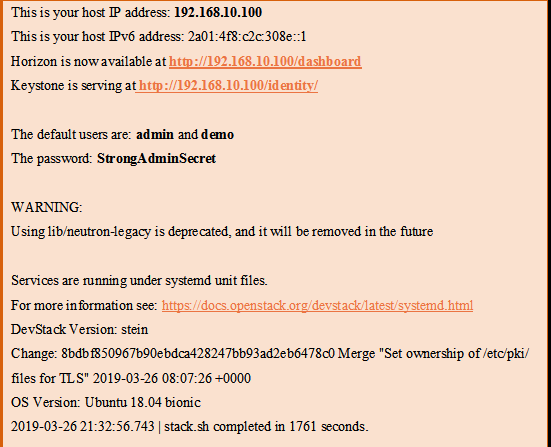 This is your host IP address: 192.168.10.100
This is your host IPv6 address: 2a01:4f8:c2c:308e::1
Horizon is now available at http://192.168.10.100/dashboard
Keystone is serving at http://192.168.10.100/identity/
The default users are: admin and demo
The password: StrongAdminSecret
WARNING:
Using lib/neutron-legacy is deprecated, and it will be removed in the future
Services are running under systemd unit files.
For more information see: https://docs.openstack.org/devstack/latest/systemd.html
DevStack Version: stein
Change: 8bdbf850967b90ebdca428247bb93ad2eb6478c0 Merge "Set ownership of /etc/pki/
files for TLS" 2019-03-26 08:07:26 +0000
OS Version: Ubuntu 18.04 bionic
2019-03-26 21:32:56.743 | stack.sh completed in 1761 seconds.